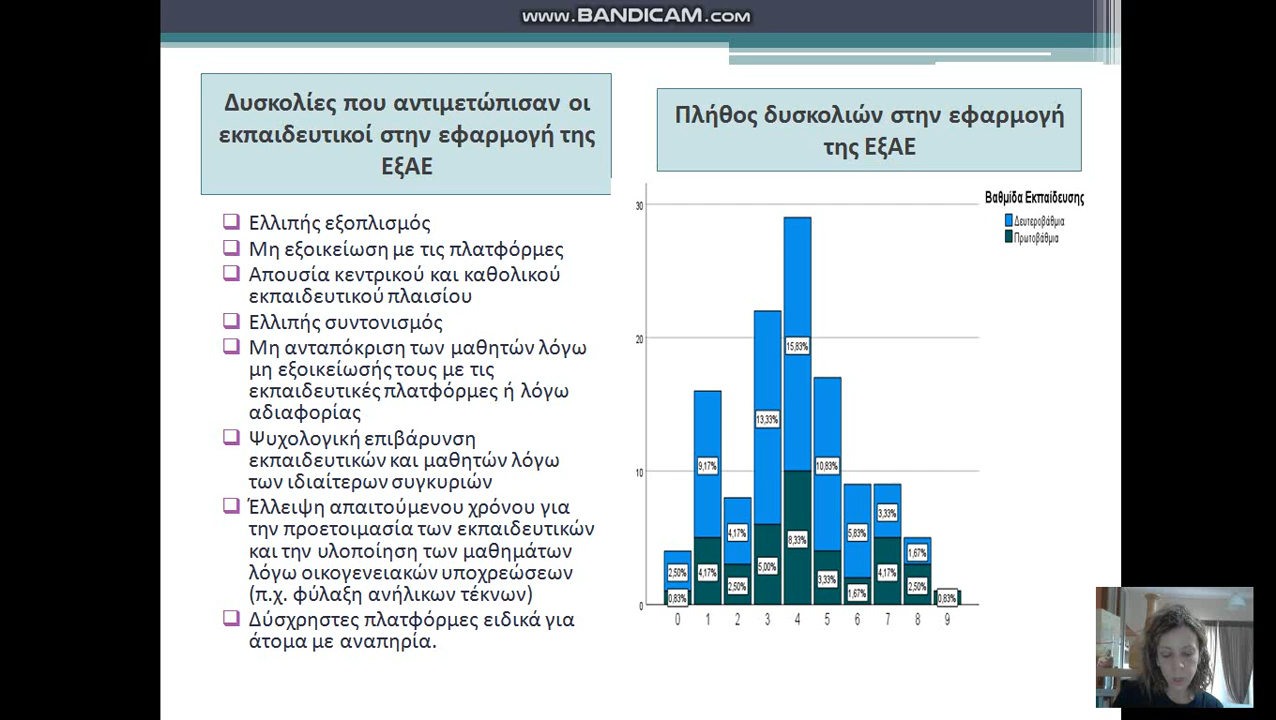 www.BANDICAM.com
Δυσκολίες που αντιμετώπισαν οι
εκπαιδευτικοί στην εφαρμογή της
ΕξΑΕ
Ελλιπής εξοπλισμός
Μη εξοικείωση με τις πλατφόρμες
Απουσία κεντρικού και καθολικού
εκπαιδευτικού πλαισίου
Ελλιπής συντονισμός
Μη ανταπόκριση των μαθητών λόγω
μη εξοικείωσής τους με τις
εκπαιδευτικές πλατφόρμες ή λόγω
αδιαφορίας
Ψυχολογική επιβάρυνση
εκπαιδευτικών και μαθητών λόγω
των ιδιαίτερων συγκυριών
Έλλειψη απαιτούμενου χρόνου για
την προετοιμασία των εκπαιδευτικών
και την υλοποίηση των μαθημάτων
λόγω οικογενειακών υποχρεώσεων
(π.χ. φύλαξη ανήλικων τέκνων)
Δύσχρηστες πλατφόρμες ειδικά για
άτομα με αναπηρία.
Πλήθος δυσκολιών στην εφαρμογή
της ΕξΑΕ
Βαθμίδα Εκπαίδευσης
Δευτεροβάθμια
Πρωτοβάθμια
30
20
10
0
15,83%
13,33%
9,17%
10,83%
4,17%
5,83%
3,33%
1,67%
2,50%
0,83%
4,17%
2,50%
5,00%
8,33%
3,33%
1,67%
4,17%
2,50%
0,83%
0 1 2 3 4 5 6 7 8 9